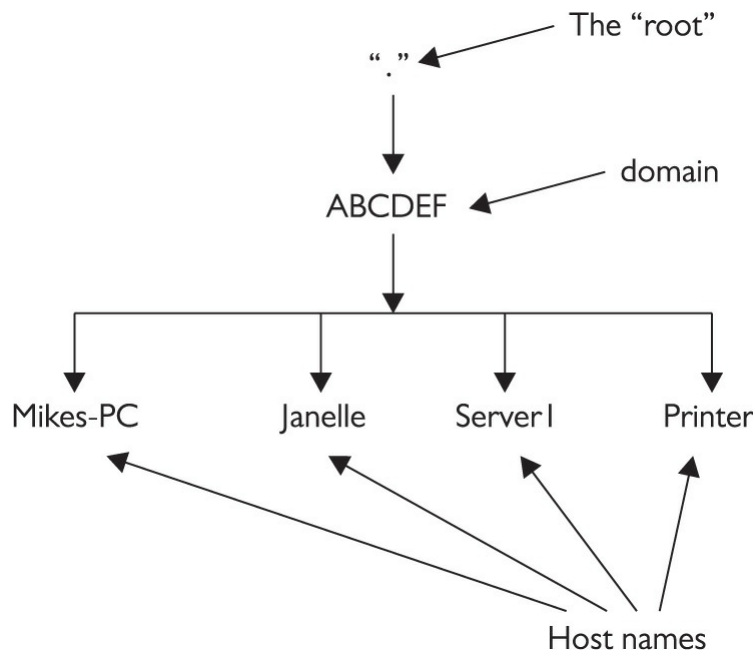 The “root”
“.”
domain
ABCDEF
Mikes-PC Janelle Server1 Printer
Host names